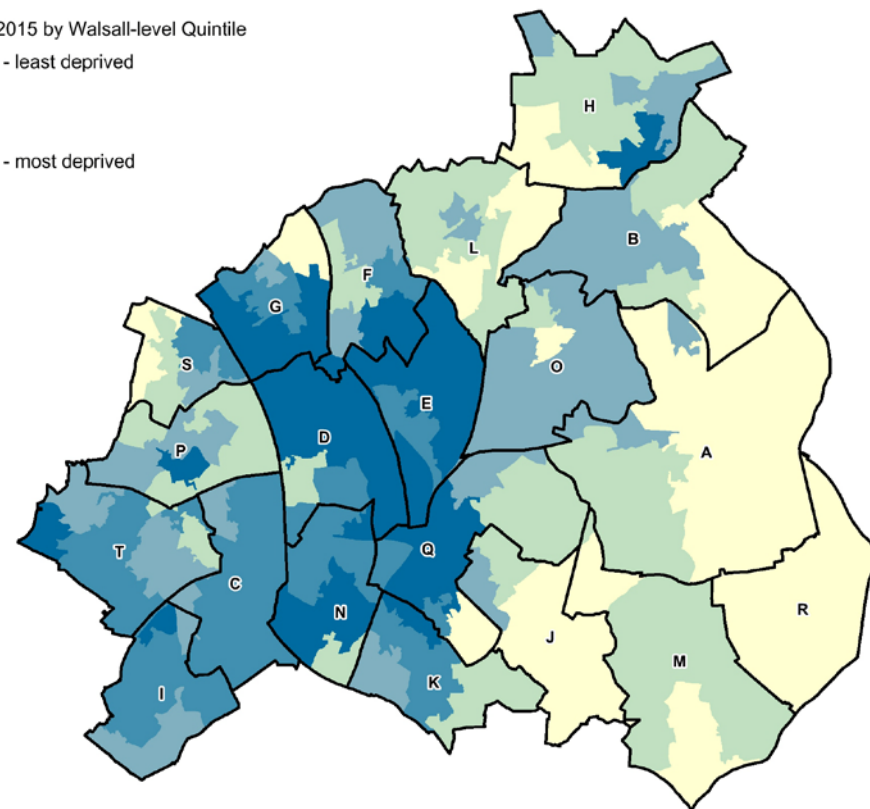 2015 by Walsall-level Quintile
- least deprived
- most deprived
H
B
L
F
G
S
O
E
D
P
A
Q
T
C
N
J
R
M
K
I